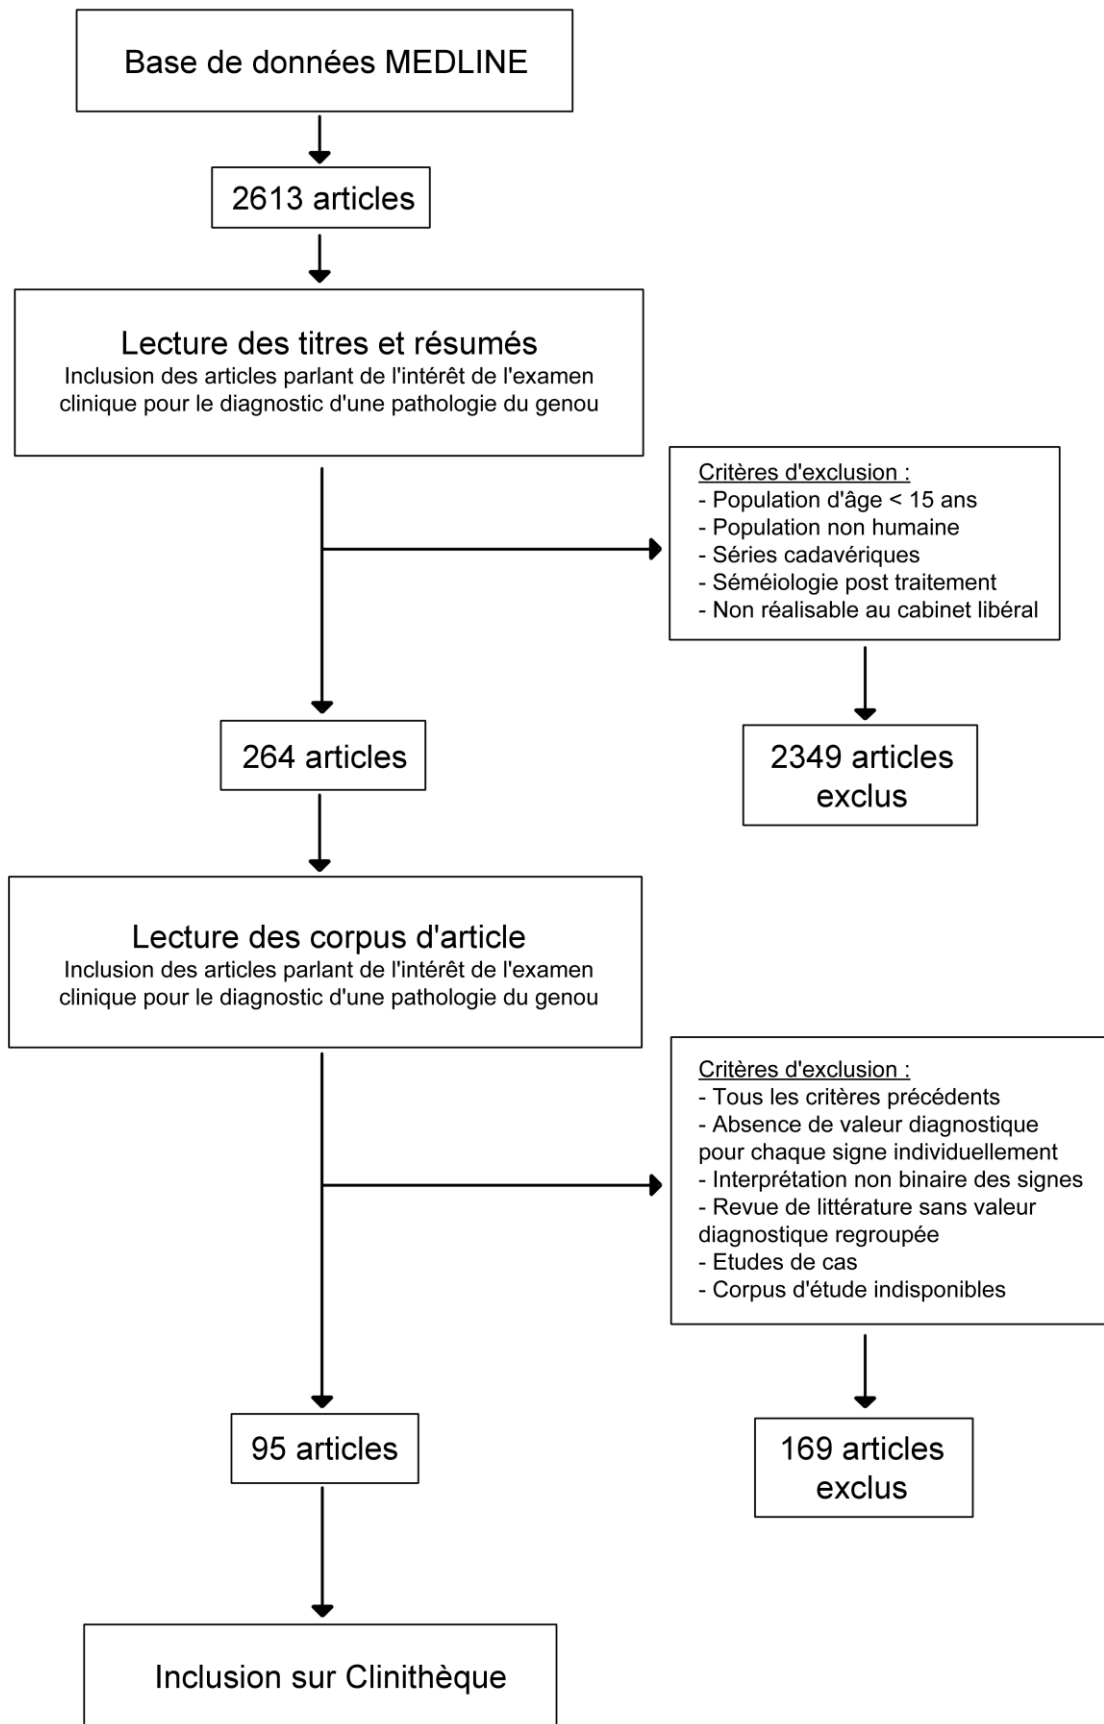 Base de données MEDLINE
2613 articles
Lecture des titres et résumés
Inclusion des articles parlant de l'intérêt de l'examen
clinique pour le diagnostic d'une pathologie du genou
Critères d'exclusion :
- Population d'âge < 15 ans
- Population non humaine
- Séries cadavériques
- Séméiologie post traitement
- Non réalisable au cabinet libéral
264 articles
2349 articles
exclus
Lecture des corpus d'article
Inclusion des articles parlant de l'intérêt de l'examen
clinique pour le diagnostic d'une pathologie du genou
Critères d'exclusion :
- Tous les critères précédents
- Absence de valeur diagnostique
pour chaque signe individuellement
- Interprétation non binaire des signes
- Revue de littérature sans valeur
diagnostique regroupée
- Etudes de cas
- Corpus d'étude indisponibles
95 articles
169 articles
exclus
Inclusion sur Clinithèque